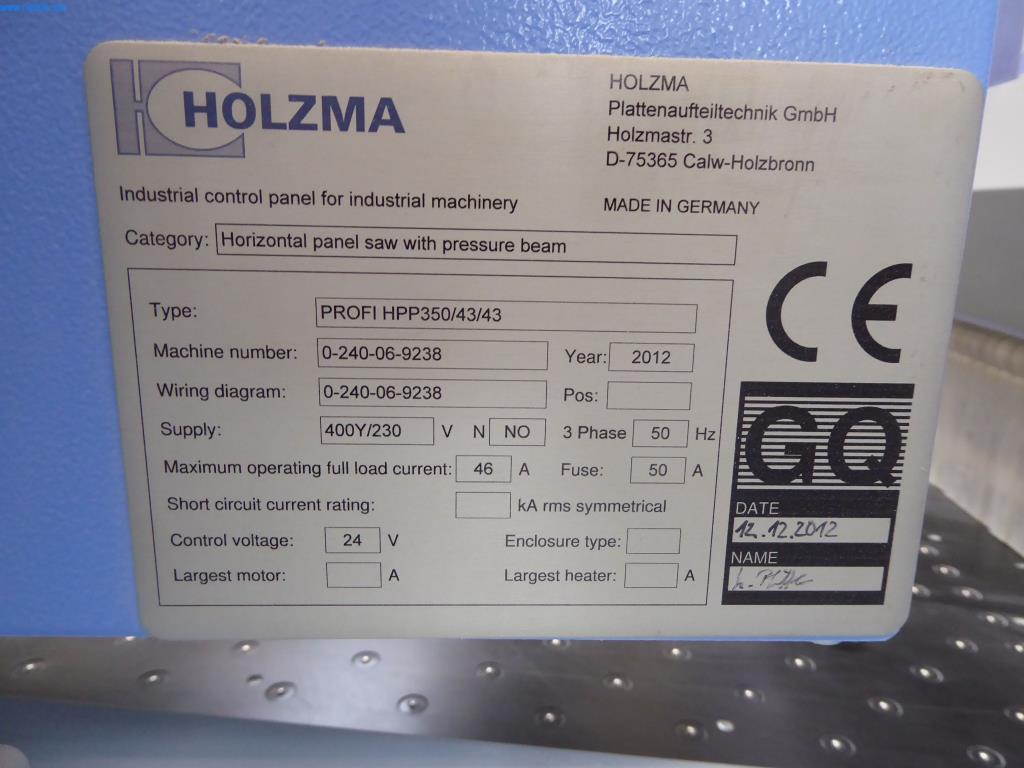 HOLZMA
HOLZMA
Plattenaufteiltechnik GmbH
Holzmastr. 3
D-75365 Calw-Holzbronn
Industrial control panel for industrial machinery
MADE IN GERMANY
Category: Horizontal panel saw with pressure beam
CE
Type: PROFI HPP350/43/43
Machine number: 0-240-06-9238 Year: 2012
Wiring diagram: 0-240-06-9238 Pos:
Supply: 400Y/230 V N NO 3 Phase 50 Hz
Maximum operating full load current: 46 A Fuse: 50 A
Short circuit current rating: kA rms symmetrical
Control voltage: 24 V Enclosure type:
Largest motor: A Largest heater: A
GQ
DATE
12.12.2012
NAME